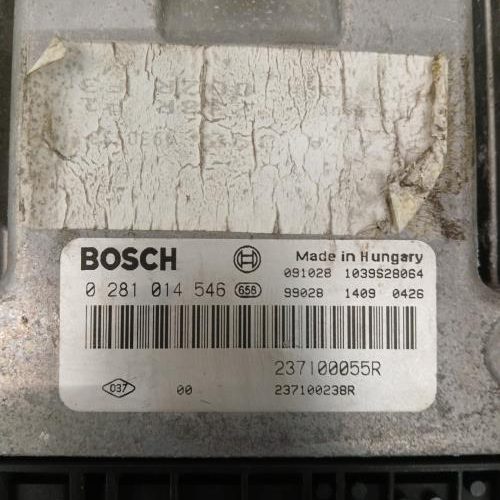 BOSCH Made in Hungary
091028 1039S28064
0 281 014 546 656 99028 1409 0426
237100055R
037 00 237100238R